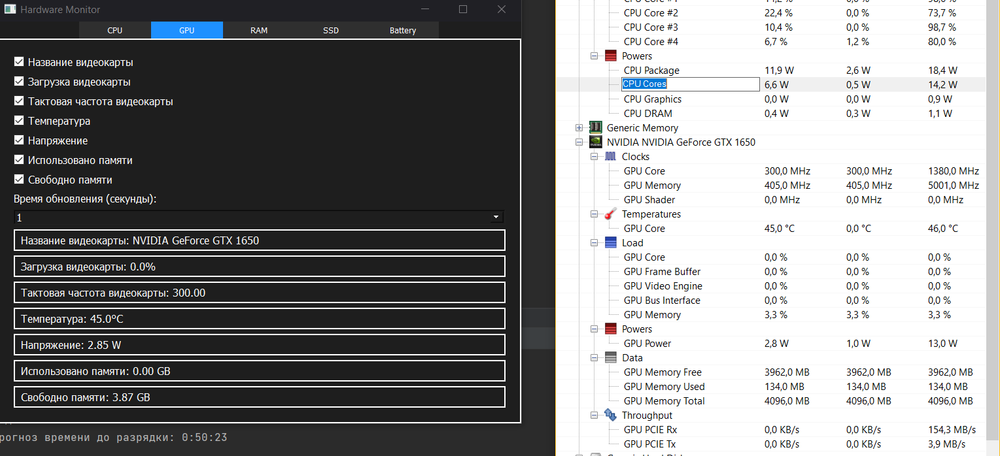 Hardware Monitor
CPU GPU RAM SSD Battery
Название видеокарты
Загрузка видеокарты
Тактовая частота видеокарты
Температура
Напряжение
Использовано памяти
Свободно памяти
Время обновления (секунды):
1
Название видеокарты: NVIDIA GeForce GTX 1650
Загрузка видеокарты: 0.0%
Тактовая частота видеокарты: 300.00
Температура: 45.0°C
Напряжение: 2.85 W
Использовано памяти: 0.00 GB
Свободно памяти: 3.87 GB
рогноз времени до разрядки: 0:50:23
CPU Core #2 22,4 % 0,0 % 73,7 %
CPU Core #3 10,4 % 0,0 % 98,7 %
CPU Core #4 6,7 % 1,2 % 80,0 %
Powers
CPU Package 11,9 W 2,6 W 18,4 W
CPU Cores 6,6 W 0,5 W 14,2 W
CPU Graphics 0,0 W 0,0 W 0,9 W
CPU DRAM 0,4 W 0,3 W 1,1 W
Generic Memory
NVIDIA NVIDIA GeForce GTX 1650
Clocks
GPU Core 300,0 MHz 300,0 MHz 1380,0 MHz
GPU Memory 405,0 MHz 405,0 MHz 5001,0 MHz
GPU Shader 0,0 MHz 0,0 MHz 0,0 MHz
Temperatures
GPU Core 45,0 °C 0,0 °C 46,0 °C
Load
GPU Core 0,0 % 0,0 % 0,0 %
GPU Frame Buffer 0,0 % 0,0 % 0,0 %
GPU Video Engine 0,0 % 0,0 % 0,0 %
GPU Bus Interface 0,0 % 0,0 % 0,0 %
GPU Memory 3,3 % 3,3 % 3,3 %
Powers
GPU Power 2,8 W 1,0 W 13,0 W
Data
GPU Memory Free 3962,0 MB 3962,0 MB 3962,0 MB
GPU Memory Used 134,0 MB 134,0 MB 134,0 MB
GPU Memory Total 4096,0 MB 4096,0 MB 4096,0 MB
Throughput
GPU PCIE Rx 0,0 KB/s 0,0 KB/s 154,3 MB/s
GPU PCIE Tx 0,0 KB/s 0,0 KB/s 3,9 MB/s